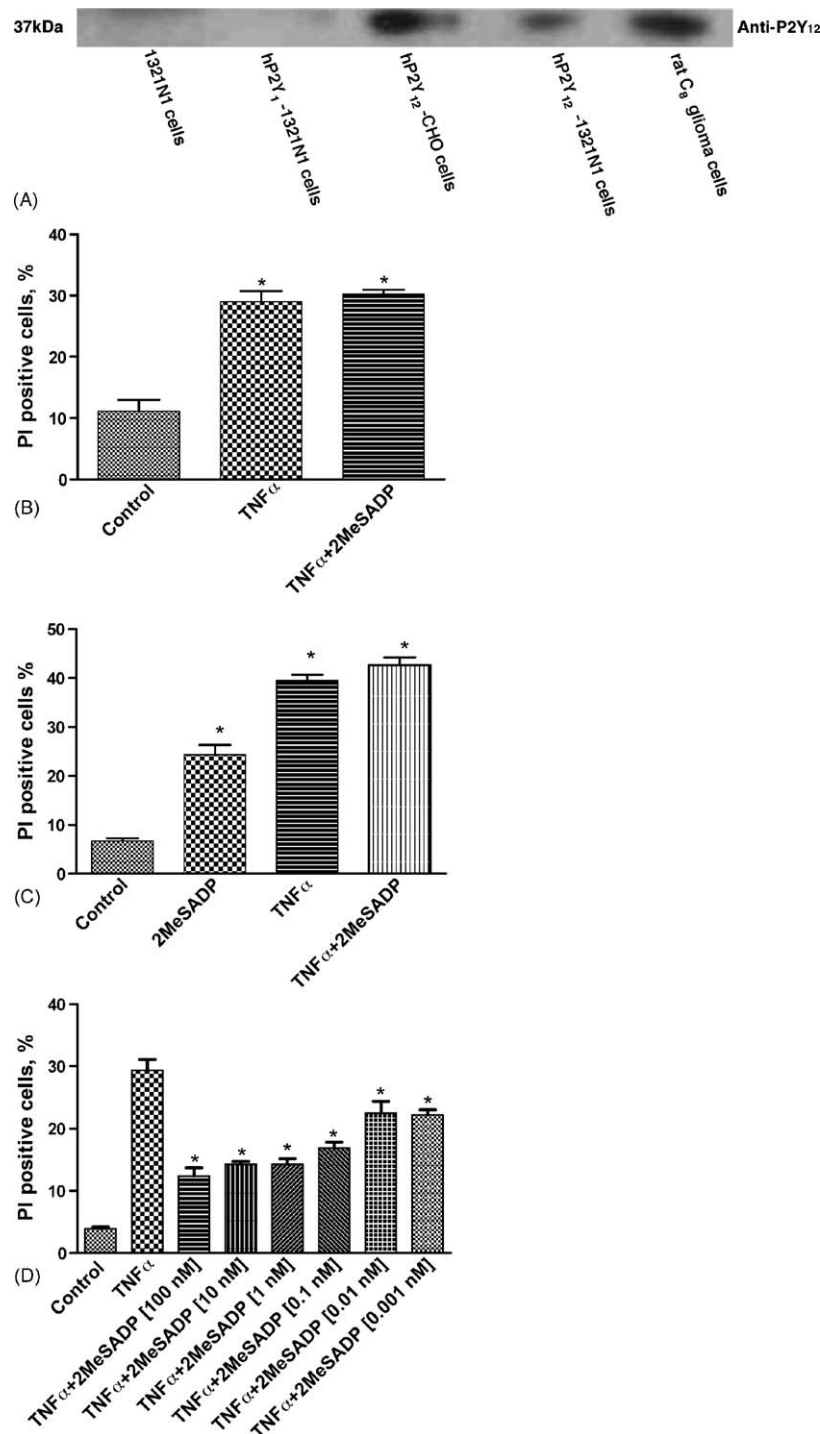 37kDa
Anti-P2Y12
1321N1 cells
hP2Y1 -1321N1 cells
hP2Y12 -CHO cells
hP2Y12 -1321N1 cells
rat C8 glioma cells
(A)
PI positive cells, %
40
30
20
10
0
*
*
Control
TNFα
TNFα+2MeSADP
(B)
PI positive cells %
50
40
30
20
10
0
*
*
*
Control
2MeSADP
TNFα
TNFα+2MeSADP
(C)
PI positive cells, %
40
30
20
10
0
*
*
*
*
*
*
Control
TNFα
TNFα+2MeSADP [100 nM]
TNFα+2MeSADP [10 nM]
TNFα+2MeSADP [1 nM]
TNFα+2MeSADP [0.1 nM]
TNFα+2MeSADP [0.01 nM]
TNFα+2MeSADP [0.001 nM]
(D)